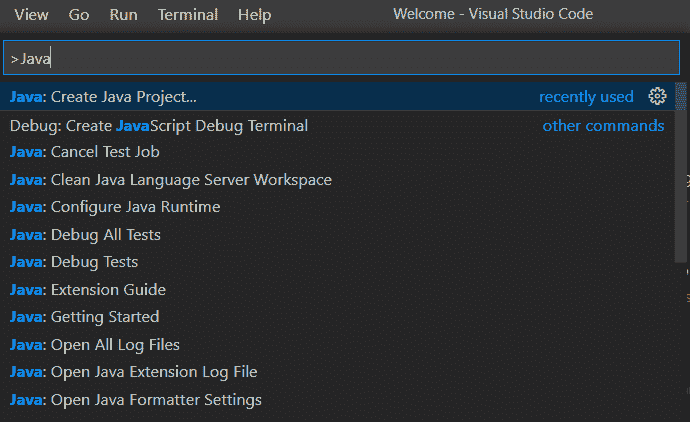 View Go Run Terminal Help Welcome - Visual Studio Code
>Java
Java: Create Java Project... recently used
Debug: Create JavaScript Debug Terminal other commands
Java: Cancel Test Job
Java: Clean Java Language Server Workspace
Java: Configure Java Runtime
Java: Debug All Tests
Java: Debug Tests
Java: Extension Guide
Java: Getting Started
Java: Open All Log Files
Java: Open Java Extension Log File
Java: Open Java Formatter Settings